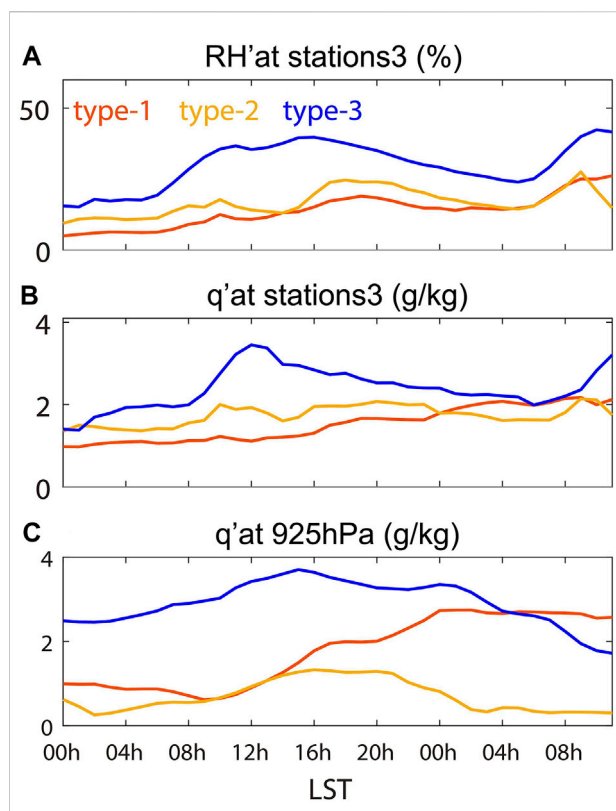 A RH'at stations3 (%)
50
type-1 type-2 type-3
0
B q'at stations3 (g/kg)
4
2
0
C q'at 925hPa (g/kg)
4
2
0
00h 04h 08h 12h 16h 20h 00h 04h 08h
LST